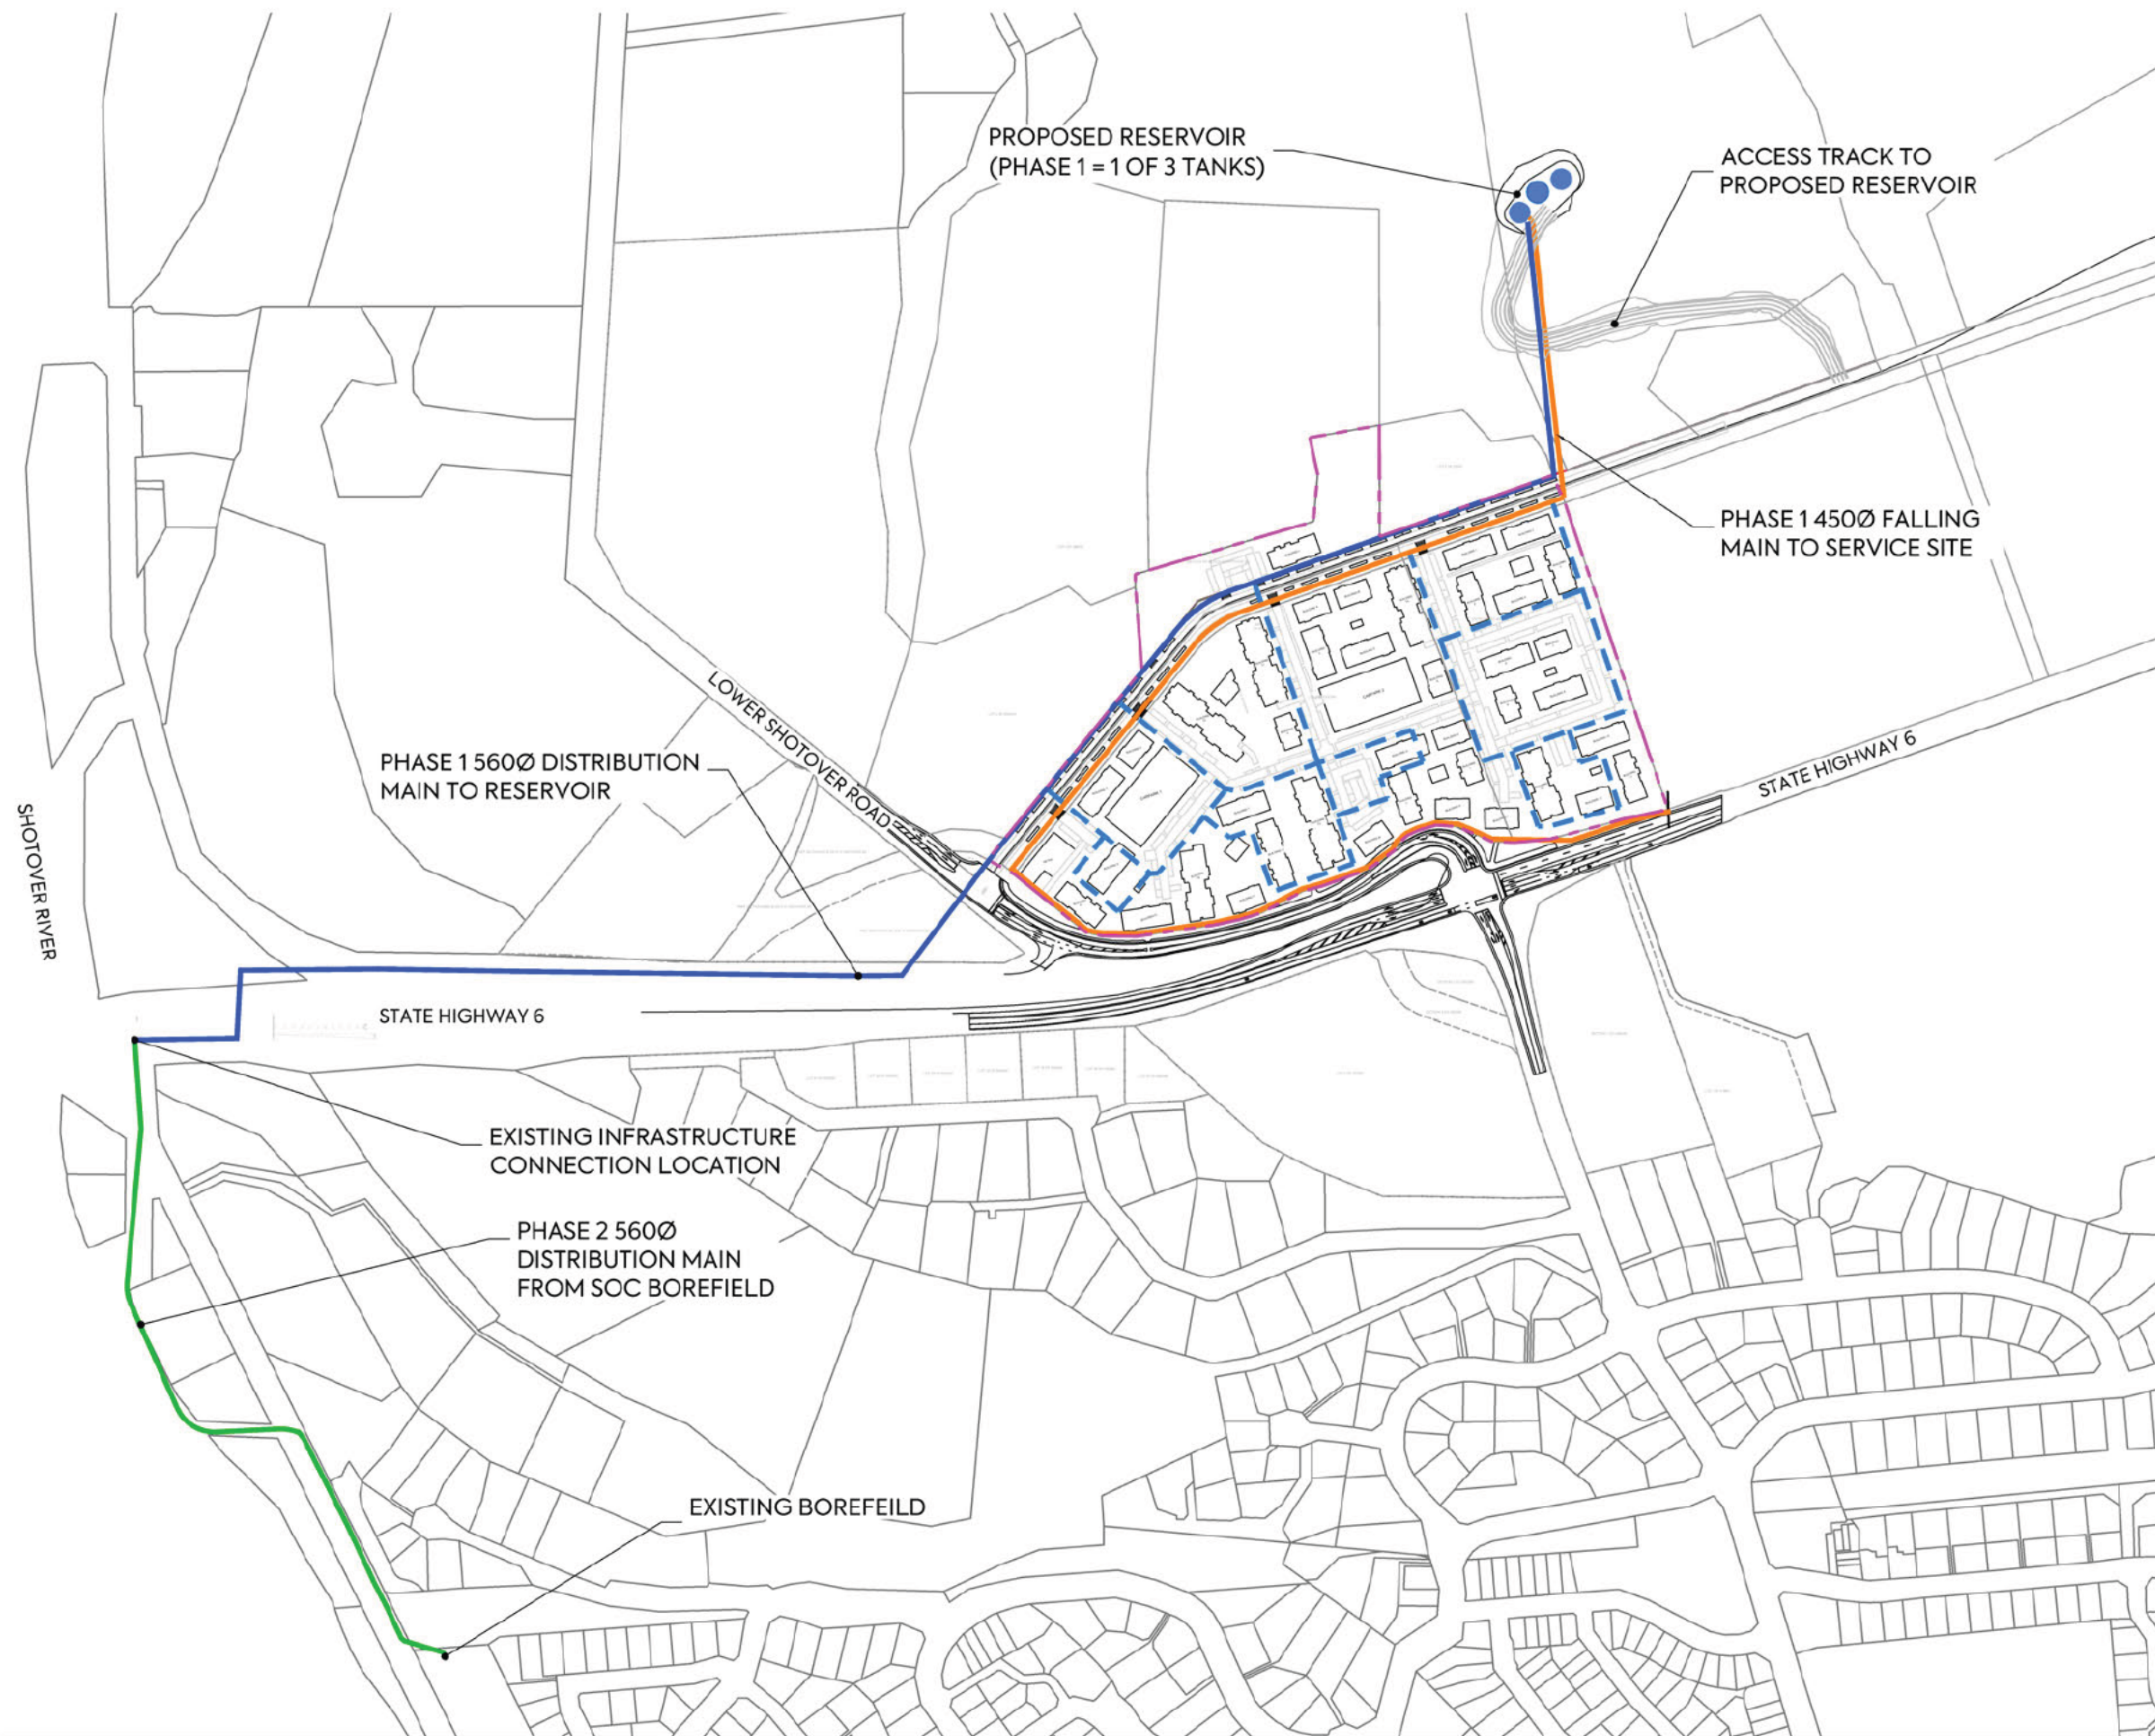 PROPOSED RESERVOIR
(PHASE 1 = 1 OF 3 TANKS)
ACCESS TRACK TO
PROPOSED RESERVOIR
PHASE 1 450Ø FALLING
MAIN TO SERVICE SITE
LOWER SHOTOVER ROAD
PHASE 1 560Ø DISTRIBUTION
MAIN TO RESERVOIR
STATE HIGHWAY 6
SHOTOVER RIVER
STATE HIGHWAY 6
EXISTING INFRASTRUCTURE
CONNECTION LOCATION
PHASE 2 560Ø
DISTRIBUTION MAIN
FROM SOC BOREFIELD
EXISTING BOREFEILD